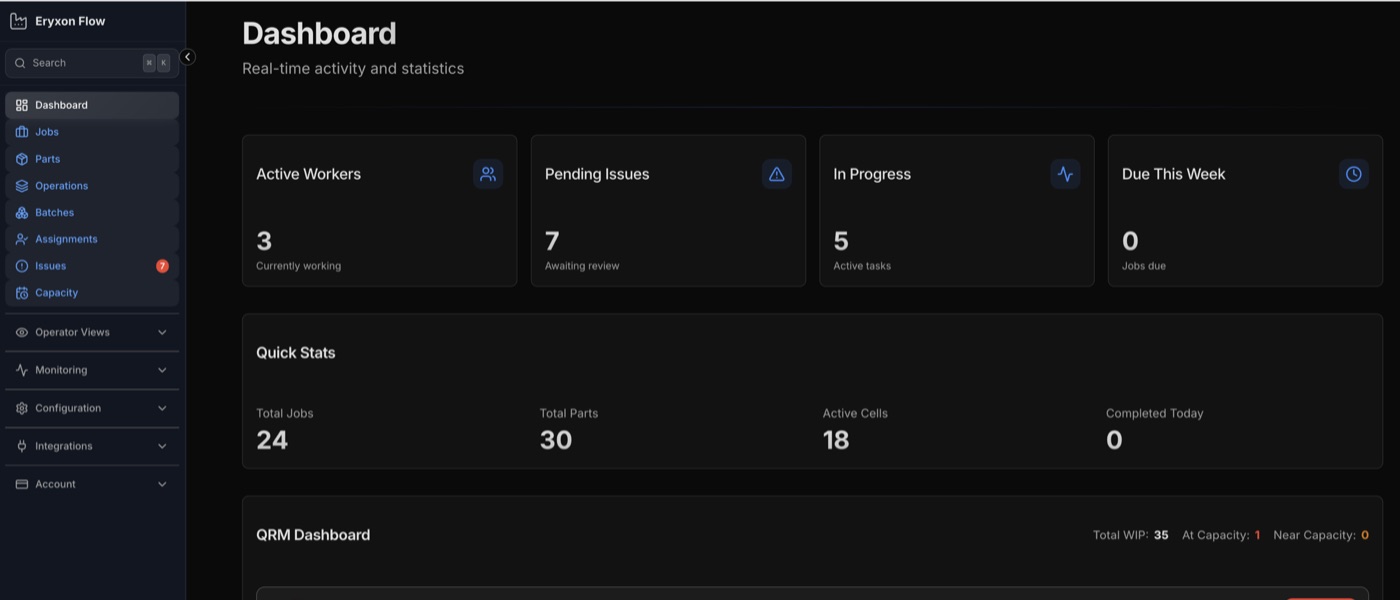 Eryxon Flow
Search ⌘ K
Dashboard
Jobs
Parts
Operations
Batches
Assignments
Issues 7
Capacity
Operator Views
Monitoring
Configuration
Integrations
Account
Dashboard
Real-time activity and statistics
Active Workers
3
Currently working
Pending Issues
7
Awaiting review
In Progress
5
Active tasks
Due This Week
0
Jobs due
Quick Stats
Total Jobs
24
Total Parts
30
Active Cells
18
Completed Today
0
QRM Dashboard
Total WIP: 35 At Capacity: 1 Near Capacity: 0